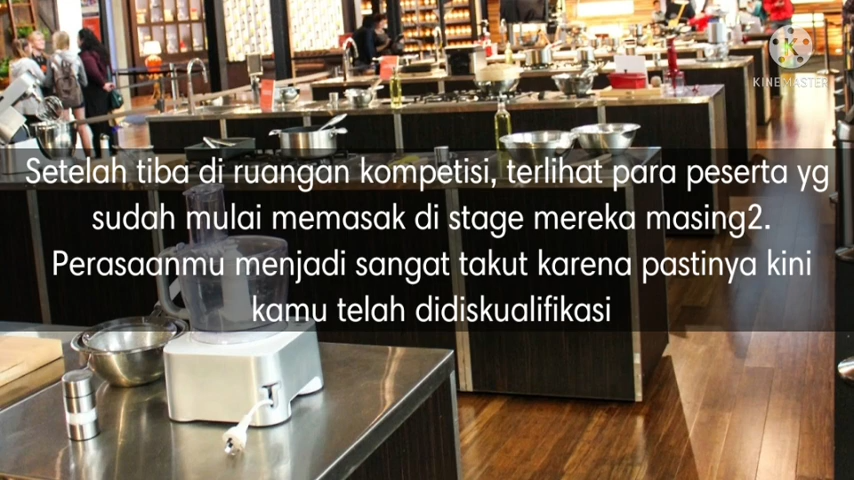 KINEMASTER
Setelah tiba di ruangan kompetisi, terlihat para peserta yg
sudah mulai memasak di stage mereka masing2.
Perasaanmu menjadi sangat takut karena pastinya kini
kamu telah didiskualifikasi